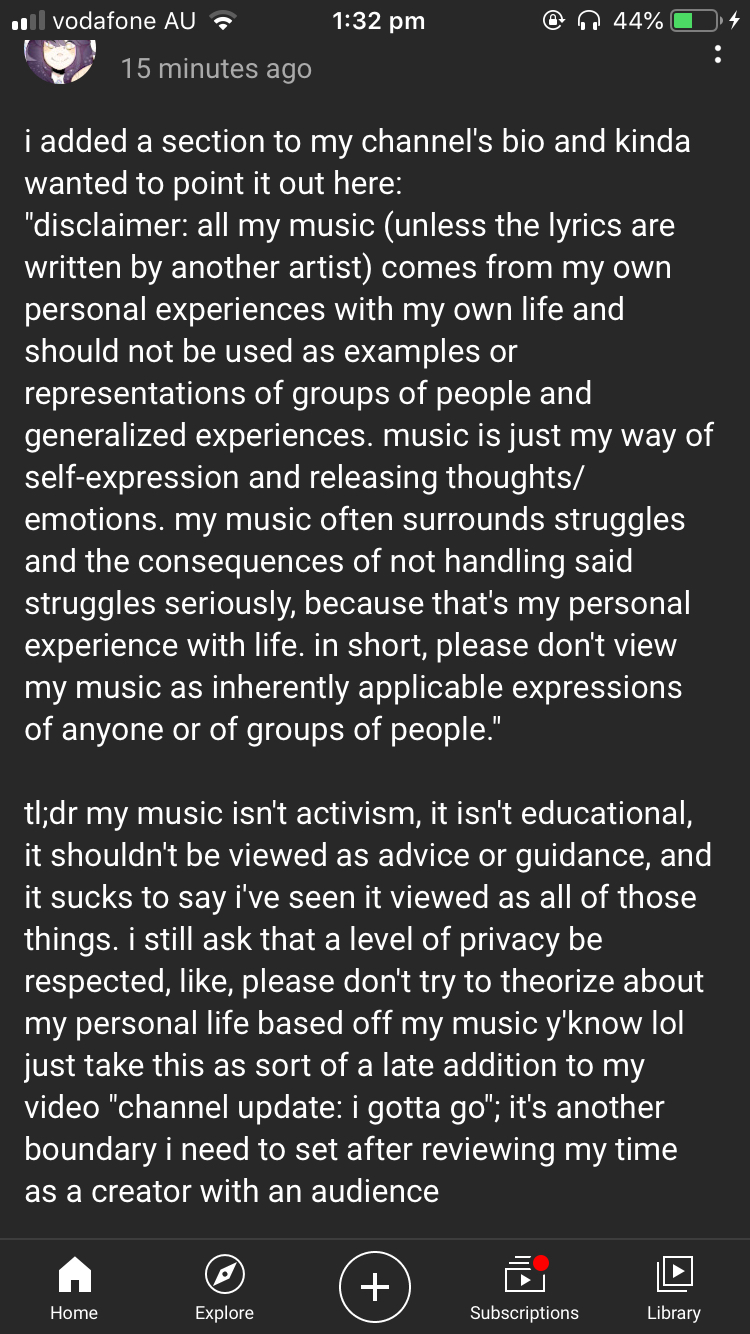 vodafone AU 1:32 pm 44%
15 minutes ago
i added a section to my channel's bio and kinda
wanted to point it out here:
"disclaimer: all my music (unless the lyrics are
written by another artist) comes from my own
personal experiences with my own life and
should not be used as examples or
representations of groups of people and
generalized experiences. music is just my way of
self-expression and releasing thoughts/
emotions. my music often surrounds struggles
and the consequences of not handling said
struggles seriously, because that's my personal
experience with life. in short, please don't view
my music as inherently applicable expressions
of anyone or of groups of people."
tl;dr my music isn't activism, it isn't educational,
it shouldn't be viewed as advice or guidance, and
it sucks to say i've seen it viewed as all of those
things. i still ask that a level of privacy be
respected, like, please don't try to theorize about
my personal life based off my music y'know lol
just take this as sort of a late addition to my
video "channel update: i gotta go"; it's another
boundary i need to set after reviewing my time
as a creator with an audience
Home Explore Subscriptions Library